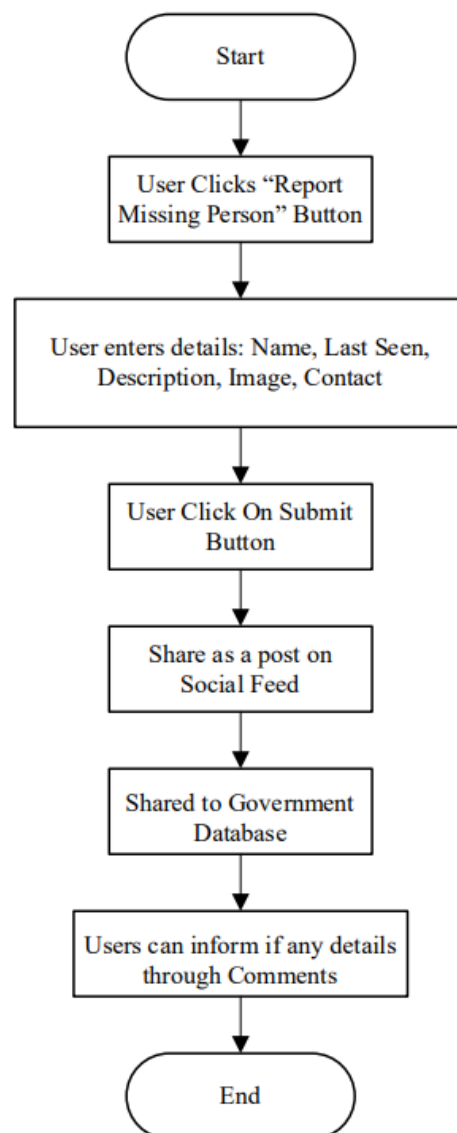 Start
User Clicks “Report
Missing Person” Button
User enters details: Name, Last Seen,
Description, Image, Contact
User Click On Submit
Button
Share as a post on
Social Feed
Shared to Government
Database
Users can inform if any details
through Comments
End